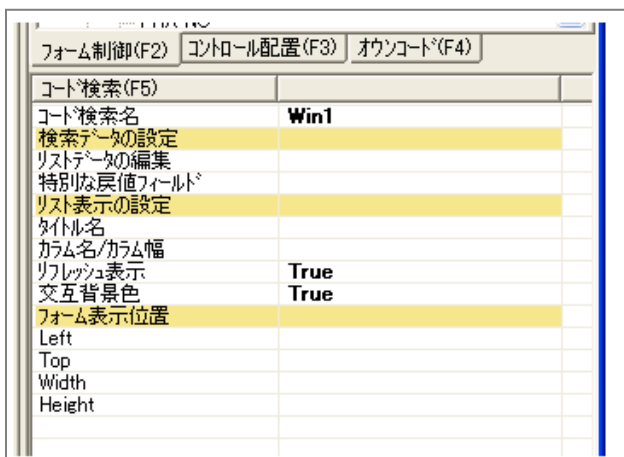 フォーム制御(F2) コントロール配置(F3) オウンコード(F4)
コード検索(F5)
コード検索名 Win1
検索データの設定
リストデータの編集
特別な戻値フィールド
リスト表示の設定
タイトル名
カラム名/カラム幅
リフレッシュ表示 True
交互背景色 True
フォーム表示位置
Left
Top
Width
Height